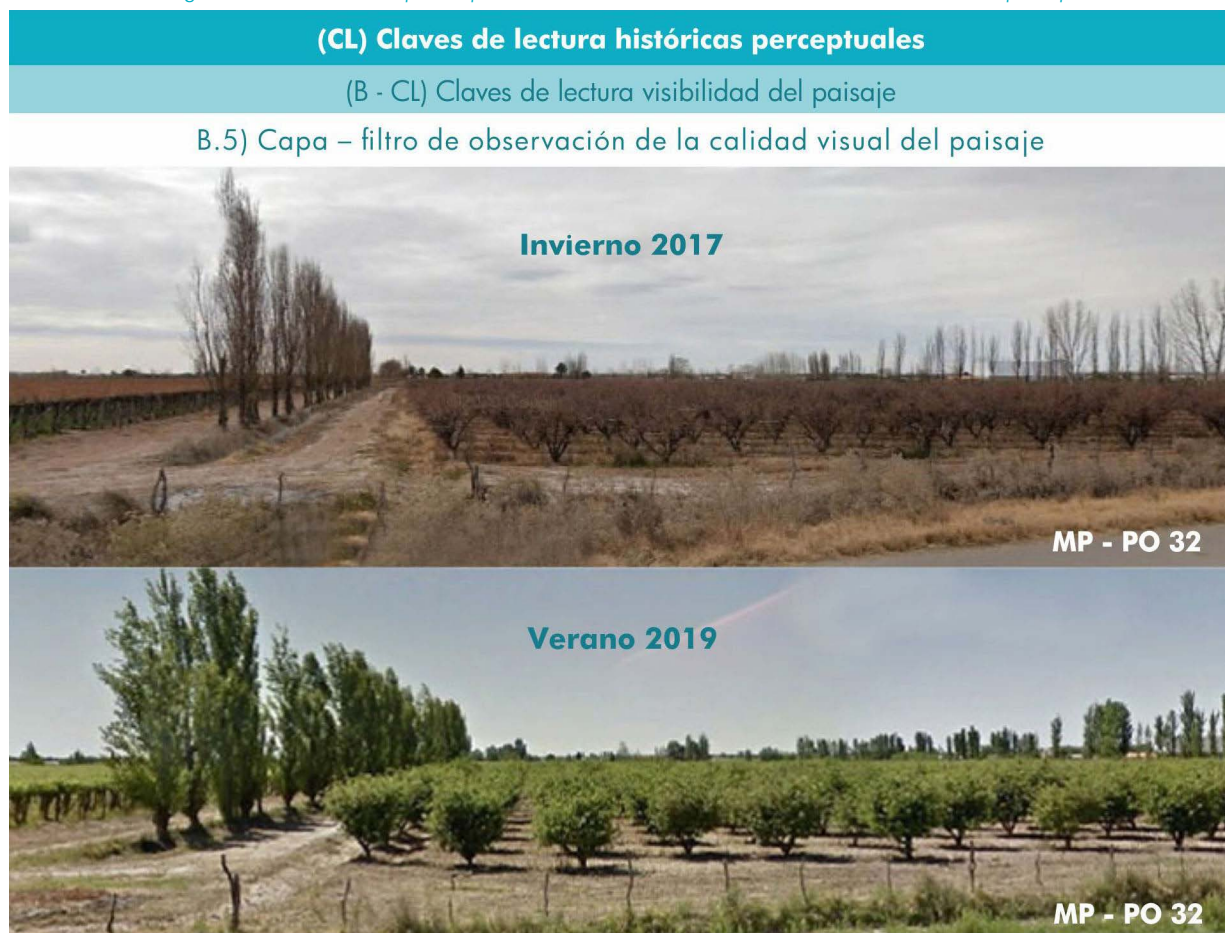 (CL) Claves de lectura históricas perceptuales
(B - CL) Claves de lectura visibilidad del paisaje
B.5) Capa – filtro de observación de la calidad visual del paisaje
Invierno 2017
MP - PO 32
Verano 2019
MP - PO 32